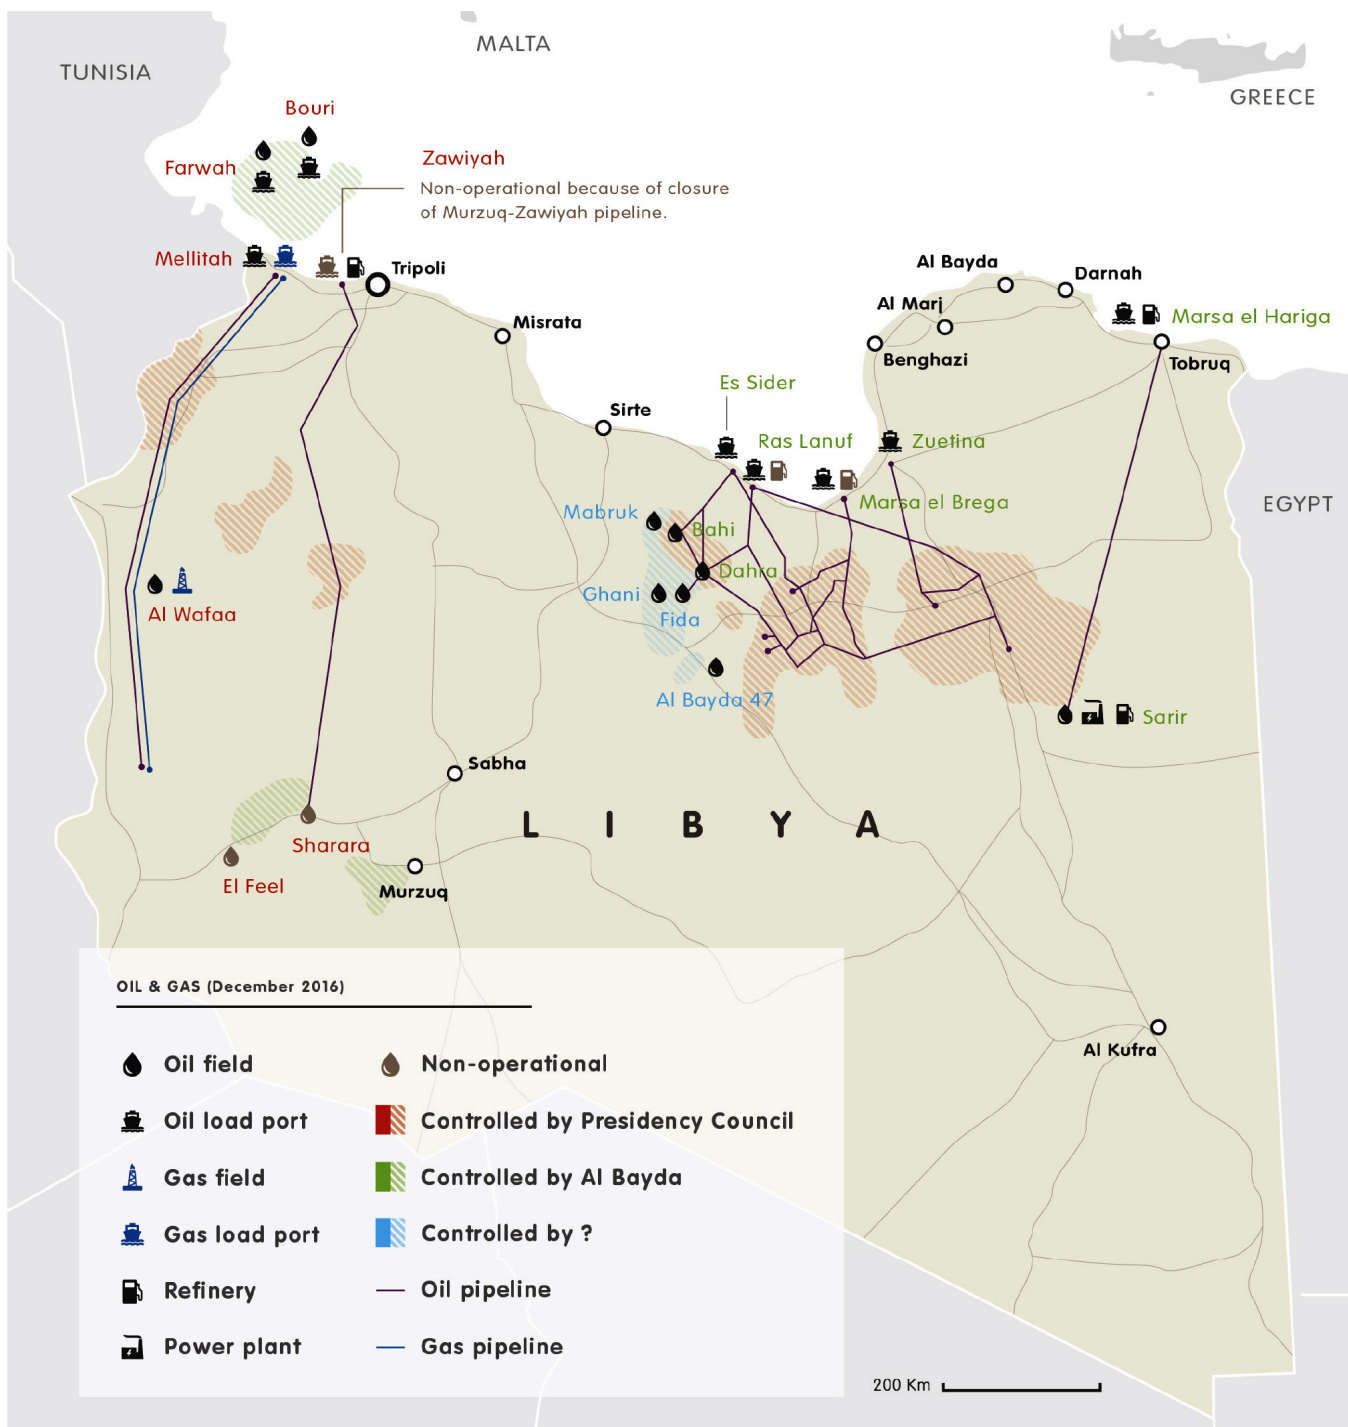 MALTA
TUNISIA
GREECE
Bouri
Farwah
Zawiyah
Non-operational because of closure
of Murzuq-Zawiyah pipeline.
Mellitah
Tripoli
Al Bayda
Darnah
Al Marj
Marsa el Hariga
Misrata
Benghazi
Tobruq
Es Sider
Sirte
Ras Lanuf
Zuetina
Marsa el Brega
EGYPT
Mabruk
Bahi
Dahra
Ghani
Fida
Al Wafaa
Al Bayda 47
Sarir
Sabha
LIBYA
Sharara
El Feel
Murzuq
OIL & GAS (December 2016)
Oil field
Non-operational
Oil load port
Controlled by Presidency Council
Gas field
Controlled by Al Bayda
Gas load port
Controlled by ?
Refinery
Oil pipeline
Power plant
Gas pipeline
Al Kufra
200 Km